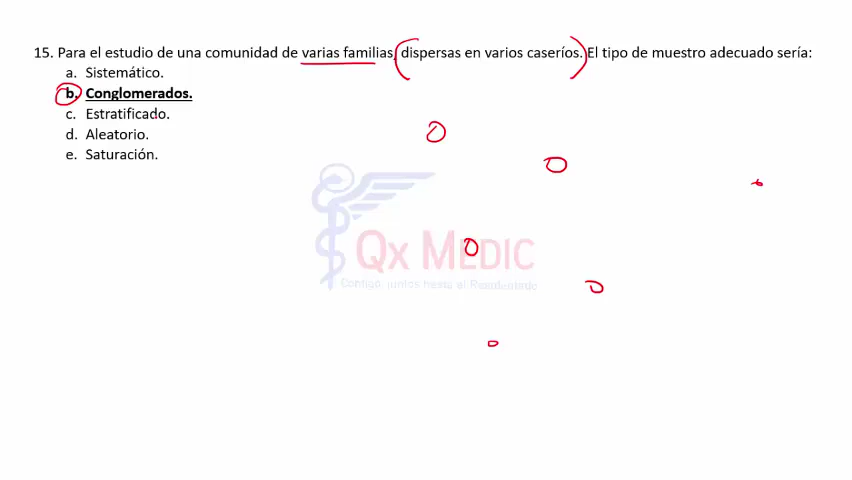 15. Para el estudio de una comunidad de varias familias, dispersas en varios caseríos. El tipo de muestro adecuado sería:
a. Sistemático.
b. Conglomerados.
c. Estratificado.
d. Aleatorio.
e. Saturación.
Qx MEDIC
Contigo, juntos hasta el Residentado